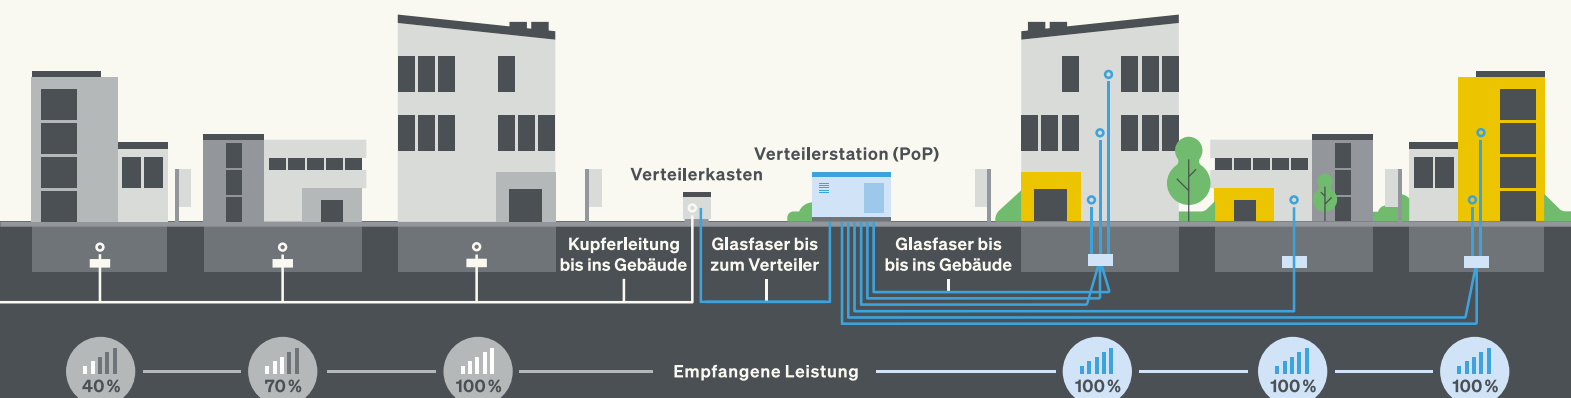 Verteilerstation (PoP)
Verteilerkasten
Kupferleitung
bis ins Gebäude
Glasfaser bis
zum Verteiler
Glasfaser bis
bis ins Gebäude
40 %
70 %
100 %
Empfangene Leistung
100 %
100 %
100 %